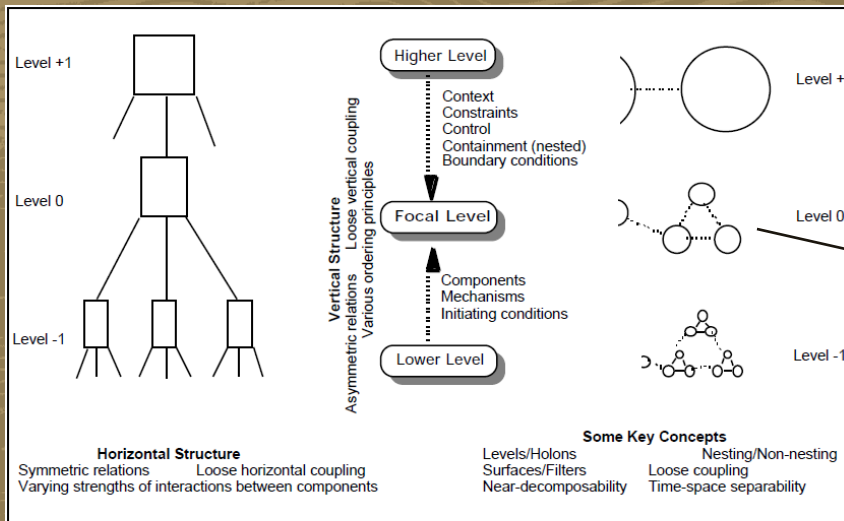 Level +1
Level 0
Level -1
Higher Level
Context
Constraints
Control
Containment (nested)
Boundary conditions
Focal Level
Components
Mechanisms
Initiating conditions
Lower Level
Vertical Structure
Asymmetric relations Loose vertical coupling
Various ordering principles
Level +
Level 0
Level -1
Horizontal Structure
Symmetric relations Loose horizontal coupling
Varying strengths of interactions between components
Some Key Concepts
Levels/Holons Nesting/Non-nesting
Surfaces/Filters Loose coupling
Near-decomposability Time-space separability